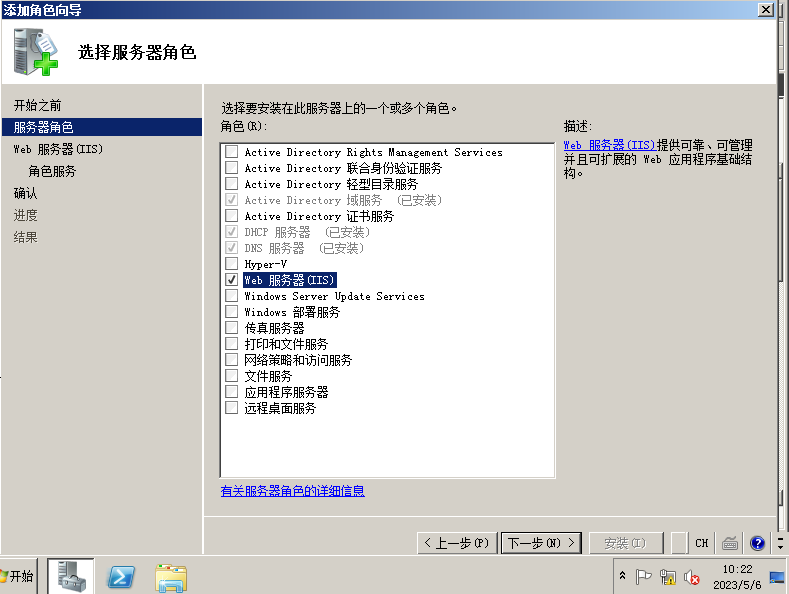 添加角色向导
选择服务器角色
开始之前
服务器角色
Web 服务器(IIS)
角色服务
确认
进度
结果
选择要安装在此服务器上的一个或多个角色。
角色(R):
Active Directory Rights Management Services
Active Directory 联合身份验证服务
Active Directory 轻型目录服务
Active Directory 域服务 (已安装)
Active Directory 证书服务
DHCP 服务器 (已安装)
DNS 服务器 (已安装)
Hyper-V
Web 服务器(IIS)
Windows Server Update Services
Windows 部署服务
传真服务器
打印和文件服务
网络策略和访问服务
文件服务
应用程序服务器
远程桌面服务
有关服务器角色的详细信息
描述:
Web 服务器(IIS)提供可靠、可管理
并且可扩展的 Web 应用程序基础结
构。
< 上一步(P)
下一步(N) >
安装(I)
CH
开始
10:22
2023/5/6